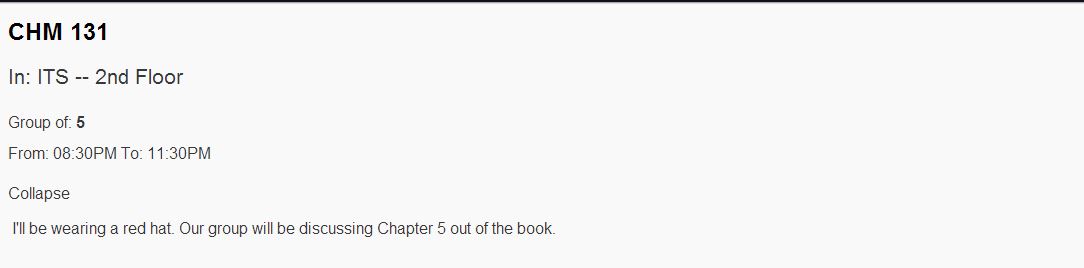 CHM 131
In: ITS -- 2nd Floor
Group of: 5
From: 08:30PM To: 11:30PM
Collapse
I'll be wearing a red hat. Our group will be discussing Chapter 5 out of the book.